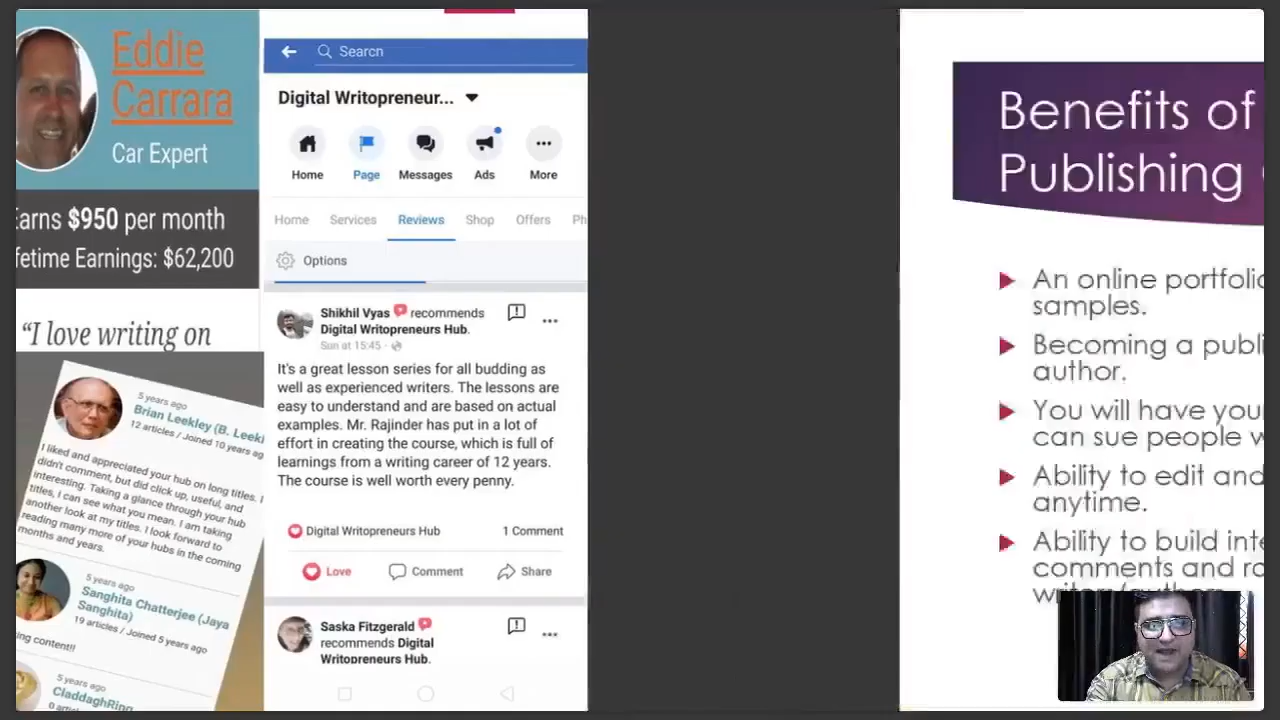 Eddie
Carrara
Car Expert
arns $950 per month
fetime Earnings: $62,200
“I love writing on
5 years ago
Brian Leekley (B. Leekl
12 articles / Joined 10 years ag
I liked and appreciated your hub on long titles. I
didn't comment, but did click up, useful, and
interesting. Taking a glance through your hub
titles, I can see what you mean. I am taking
another look at my titles. I look forward to
reading many more of your hubs in the coming
months and years.
5 years ago
Sanghita Chatterjee (Jaya
Sanghita)
19 articles / Joined 5 years ago
ng content!!
5 years ago
CladdaghRing
0 artic
Search
Digital Writopreneur...
Home
Page
Messages
Ads
More
Home Services Reviews Shop Offers Ph
Options
Shikhil Vyas recommends
Digital Writopreneurs Hub.
Sun at 15:45
It's a great lesson series for all budding as
well as experienced writers. The lessons are
easy to understand and are based on actual
examples. Mr. Rajinder has put in a lot of
effort in creating the course, which is full of
learnings from a writing career of 12 years.
The course is well worth every penny.
Digital Writopreneurs Hub 1 Comment
Love Comment Share
Saska Fitzgerald
recommends Digital
Writopreneurs Hub.
Benefits of
Publishing
An online portfolio
samples.
Becoming a publi
author.
You will have you
can sue people w
Ability to edit and
anytime.
Ability to build inte
comments and ra